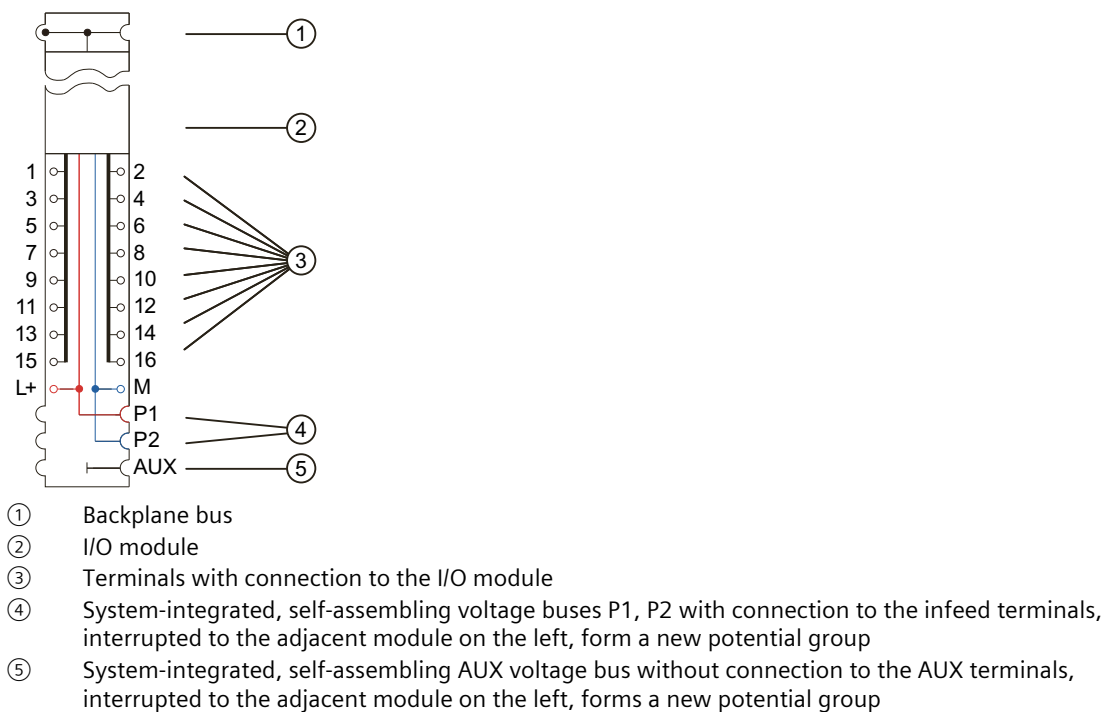 ①
②
1 2
3 4
5 6
7 8
③
9 10
11 12
13 14
15 16
L+ M
P1
④
P2
AUX ⑤
① Backplane bus
② I/O module
③ Terminals with connection to the I/O module
④ System-integrated, self-assembling voltage buses P1, P2 with connection to the infeed terminals,
interrupted to the adjacent module on the left, form a new potential group
⑤ System-integrated, self-assembling AUX voltage bus without connection to the AUX terminals,
interrupted to the adjacent module on the left, forms a new potential group